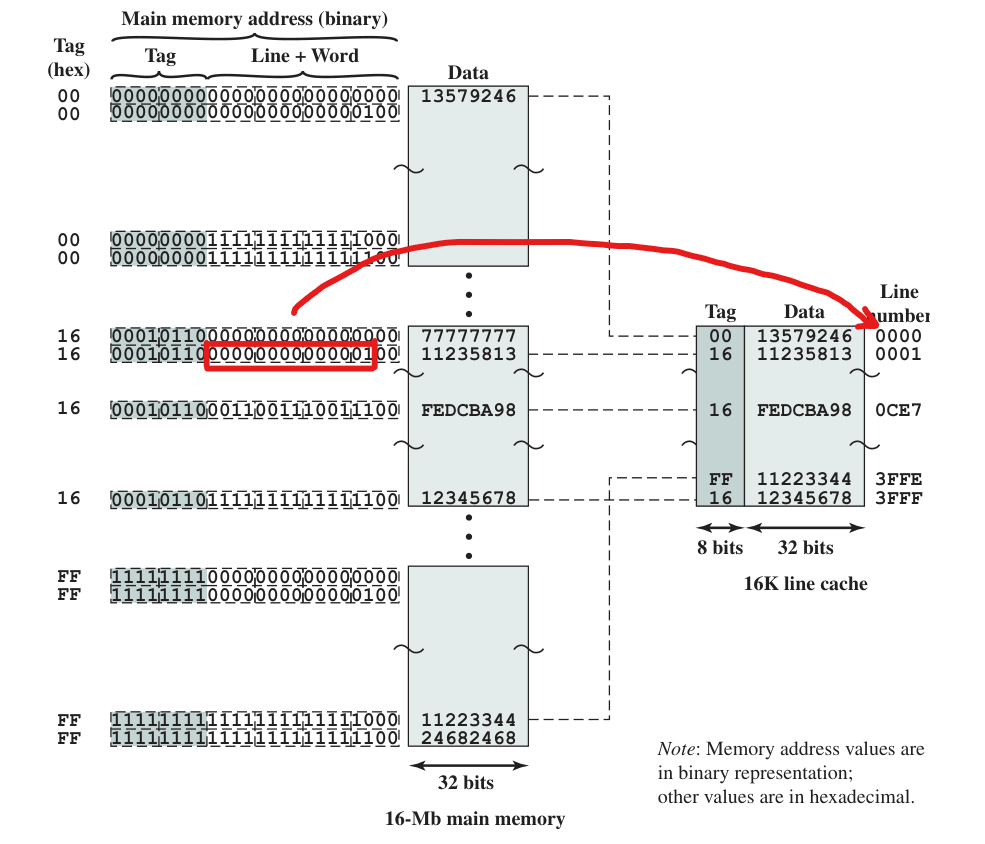 Main memory address (binary)
Tag
(hex)
Tag
Line + Word
Data
00
000000000000000000000000
13579246
00
000000000000000000000100
00
000000001111111111111000
00
000000001111111111111100
Line
number
Tag
Data
16
000101100000000000000000
77777777
00
13579246
0000
16
000101100000000000000100
11235813
16
11235813
0001
16
000101100011001110011100
FEDCBA98
16
FEDCBA98
0CE7
FF
11223344
3FFE
16
000101101111111111111100
12345678
16
12345678
3FFF
8 bits
32 bits
16K line cache
FF
111111110000000000000000
FF
111111110000000000000100
FF
111111111111111111111000
11223344
FF
111111111111111111111100
24682468
32 bits
16-Mb main memory
Note: Memory address values are
in binary representation;
other values are in hexadecimal.